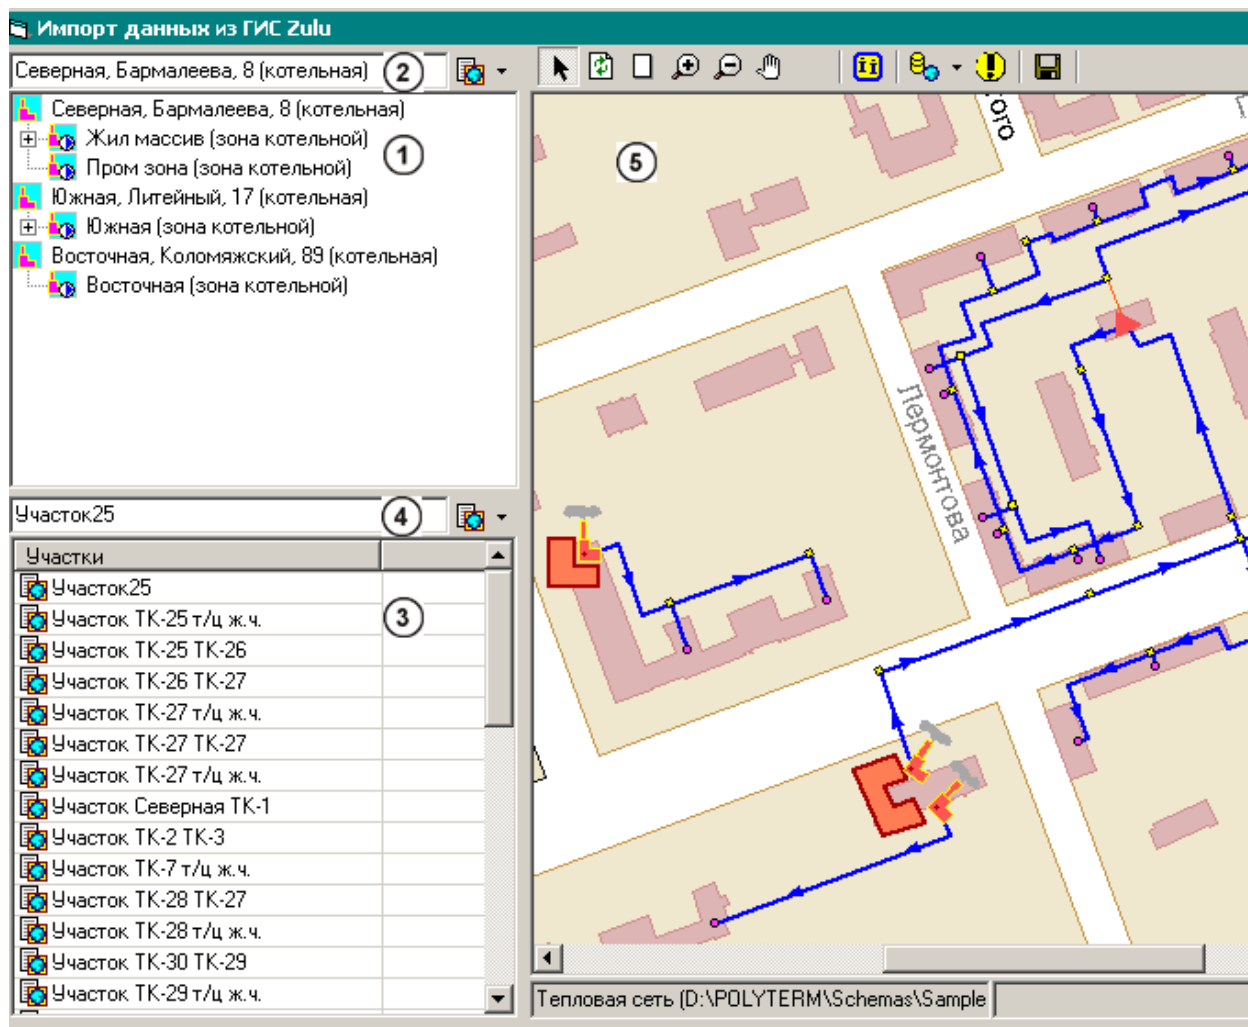 Импорт данных из ГИС Zulu
Северная, Бармалеева, 8 (котельная)
2
Северная, Бармалеева, 8 (котельная)
Жил массив (зона котельной)
1
Пром зона (зона котельной)
Южная, Литейный, 17 (котельная)
Южная (зона котельной)
Восточная, Коломяжский, 89 (котельная)
Восточная (зона котельной)
Участок25
4
Участки
Участок25
Участок ТК-25 т/ц ж.ч.
3
Участок ТК-25 ТК-26
Участок ТК-26 ТК-27
Участок ТК-27 т/ц ж.ч.
Участок ТК-27 ТК-27
Участок ТК-27 т/ц ж.ч.
Участок Северная ТК-1
Участок ТК-2 ТК-3
Участок ТК-7 т/ц ж.ч.
Участок ТК-28 ТК-27
Участок ТК-28 т/ц ж.ч.
Участок ТК-30 ТК-29
Участок ТК-29 т/ц ж.ч.
5
ого
Лермонтова
Тепловая сеть (D:\POLYTERM\Schemas\Sample